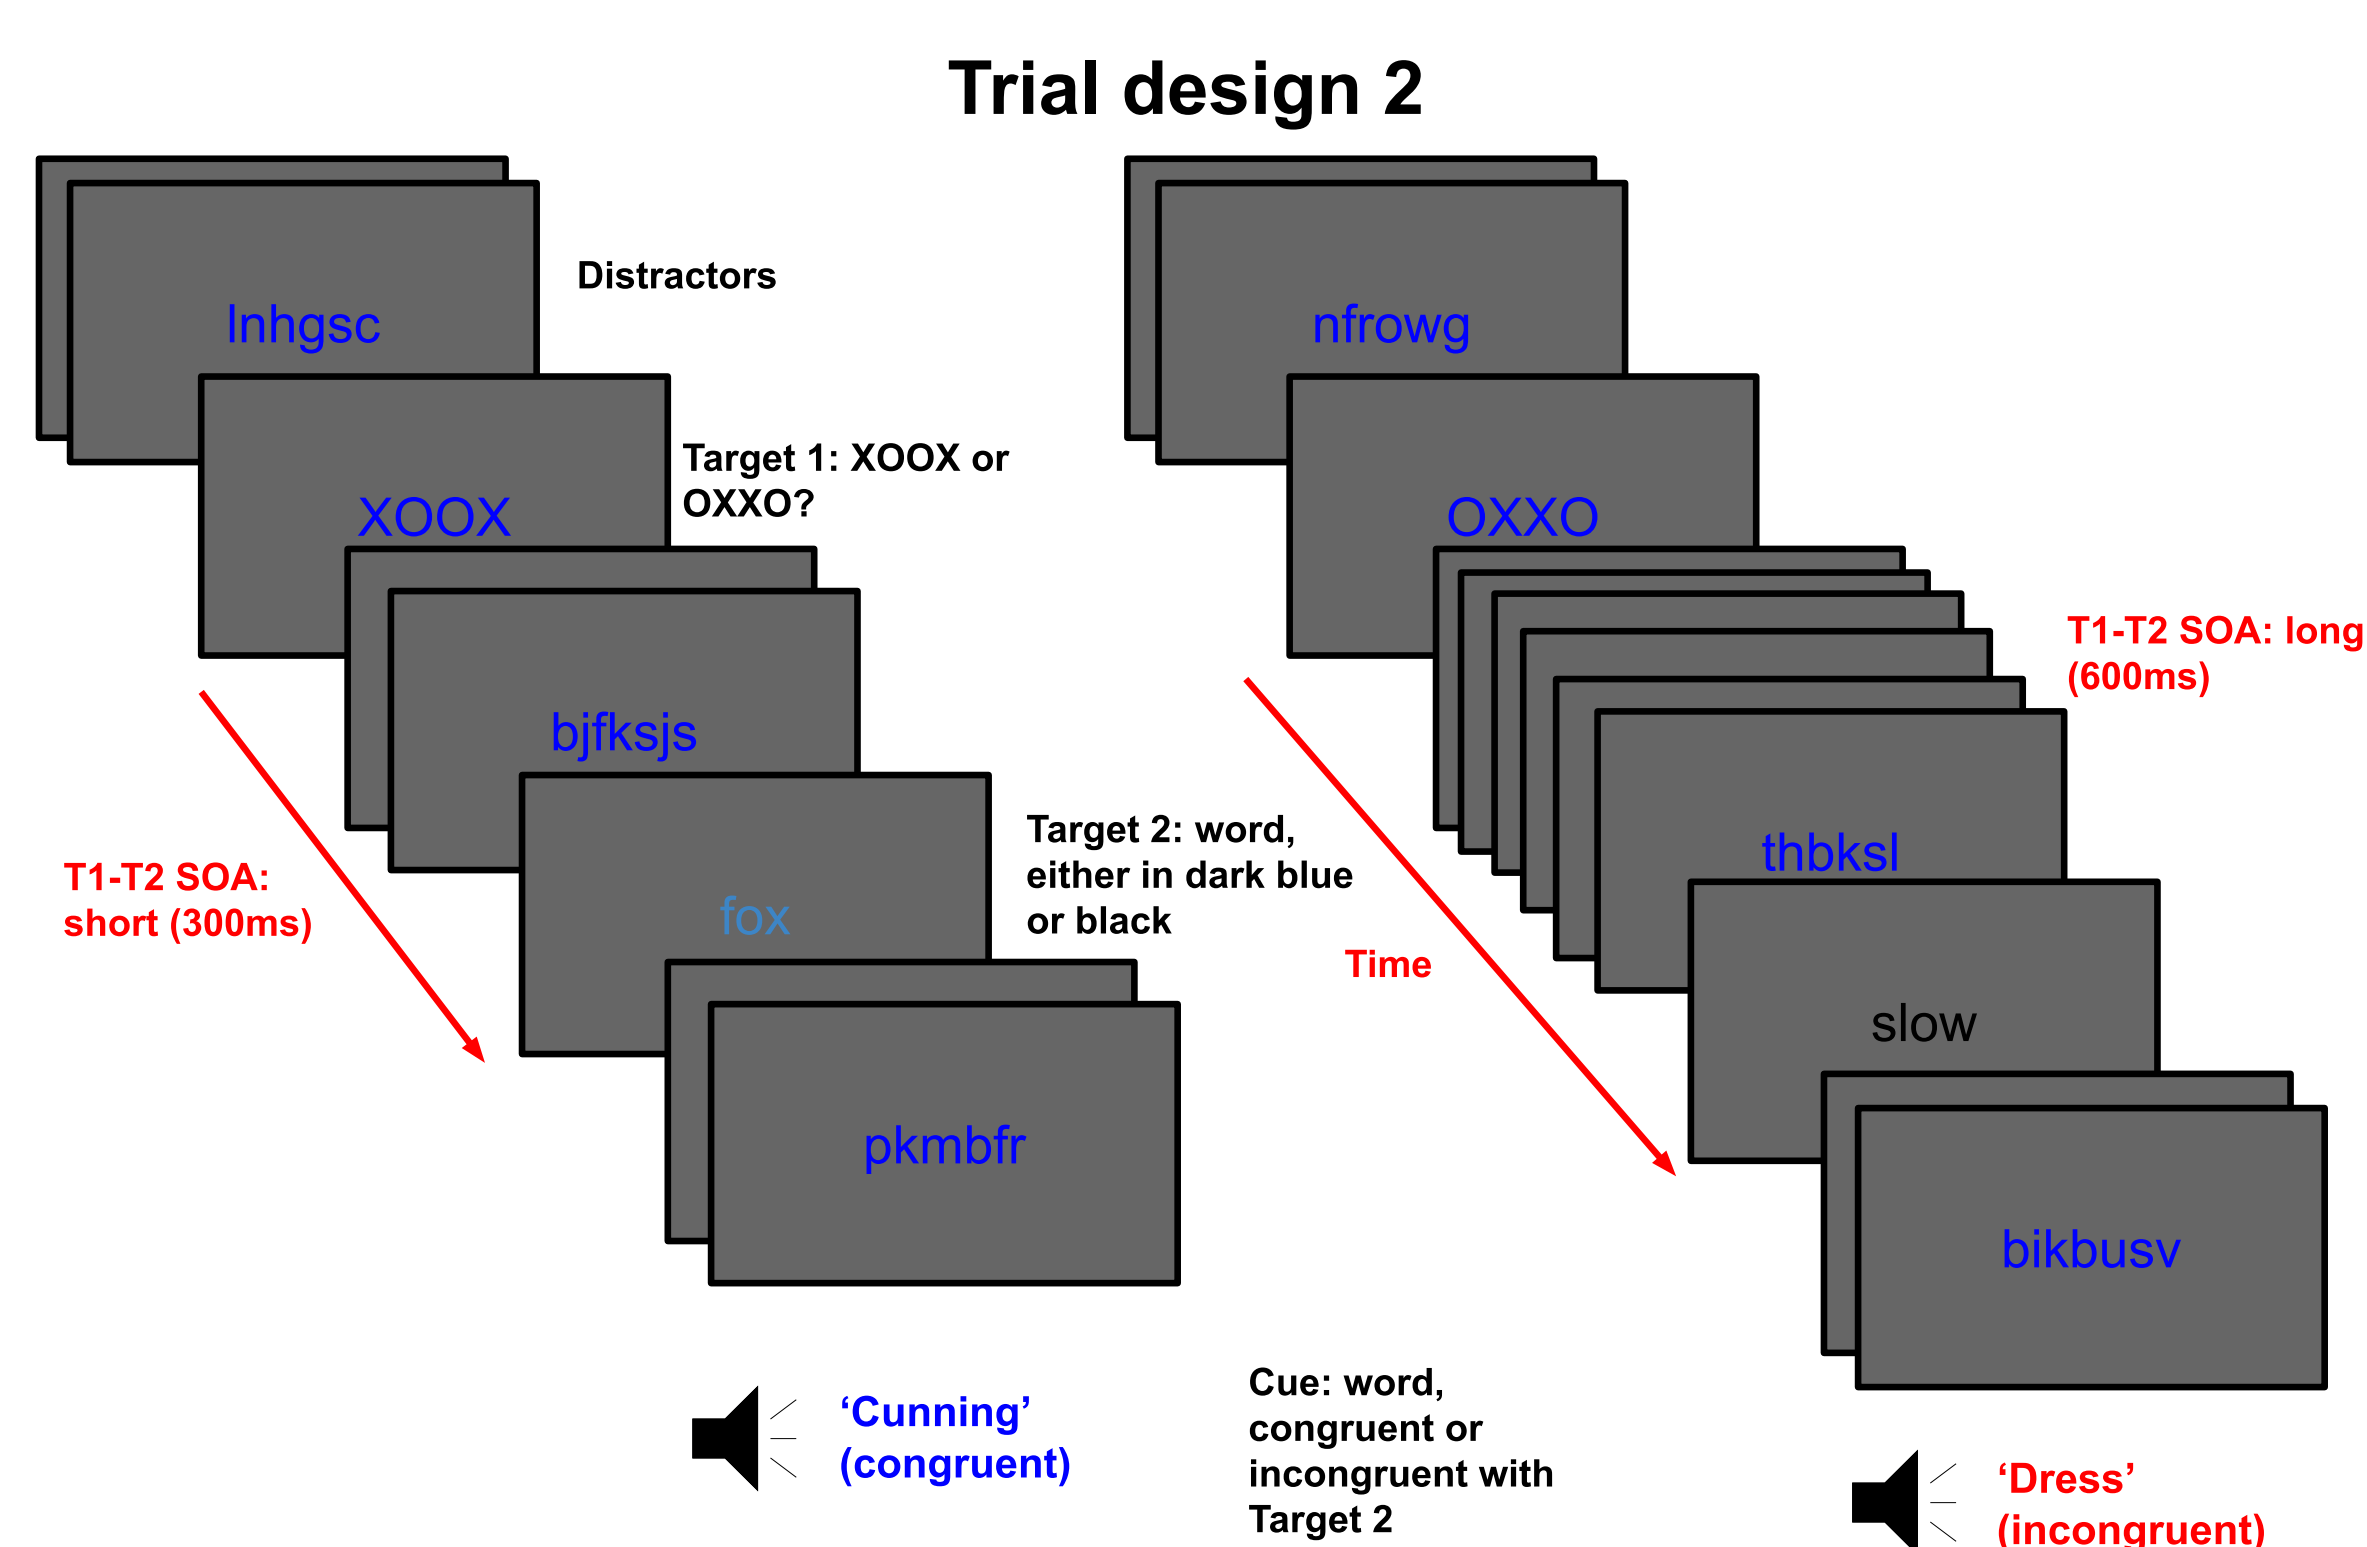 Trial design 2
lnhgsc
Distractors
XOOX
Target 1: XOOX or
OXXO?
bjfksjs
T1-T2 SOA:
short (300ms)
fox
Target 2: word,
either in dark blue
or black
pkmbfr
‘Cunning’
(congruent)
Cue: word,
congruent or
incongruent with
Target 2
nfrowg
OXXO
T1-T2 SOA: long
(600ms)
thbksl
Time
slow
bikbusv
‘Dress’
(incongruent)